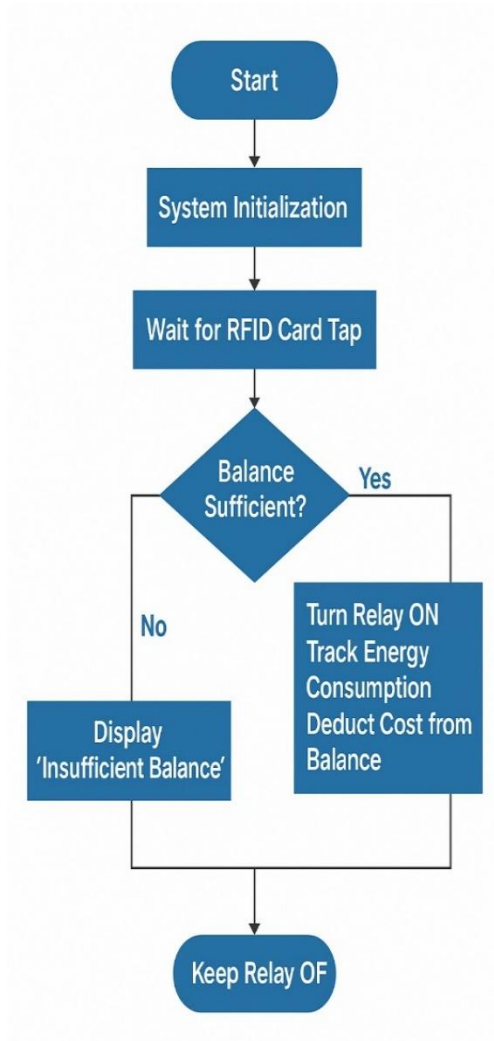 Start
System Initialization
Wait for RFID Card Tap
Balance
Sufficient?
Yes
No
Turn Relay ON
Track Energy
Consumption
Deduct Cost from
Balance
Display
'Insufficient Balance'
Keep Relay OF